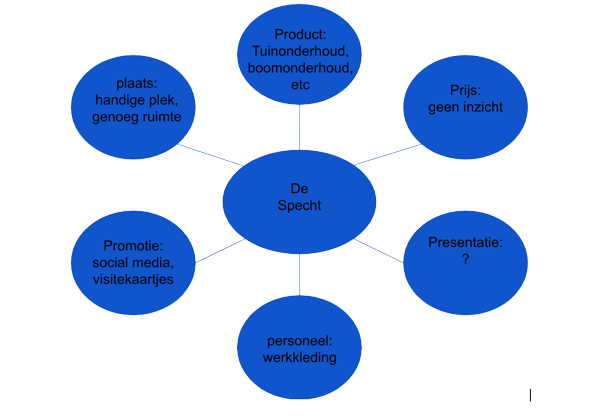 Product:
Tuinonderhoud,
boomonderhoud,
etc
plaats:
handige plek,
genoeg ruimte
Prijs:
geen inzicht
De
Specht
Promotie:
social media,
visitekaartjes
Presentatie:
?
personeel:
werkkleding